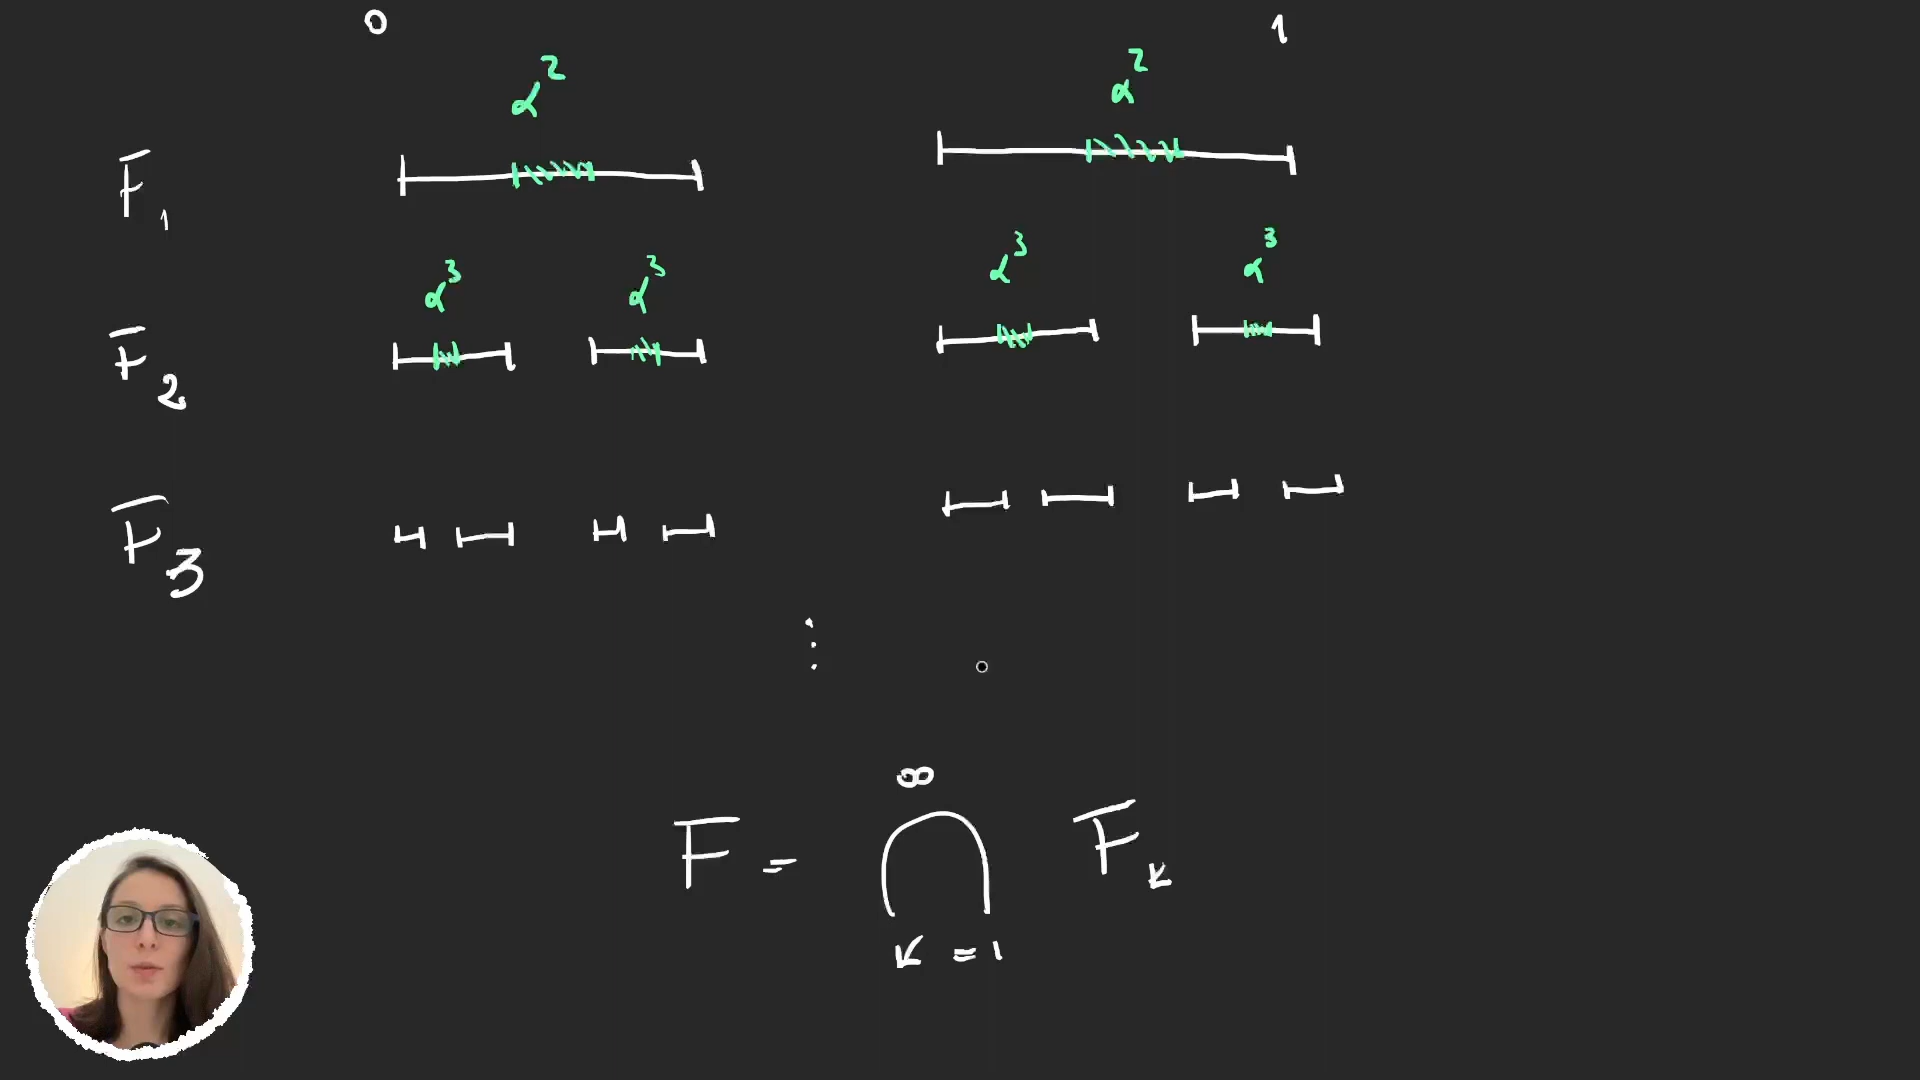 0 1
α² α²
F₁
α³ α³ α³ α³
F₂
F₃
⋮
F = ⋂_{k=1}^{∞} F_k